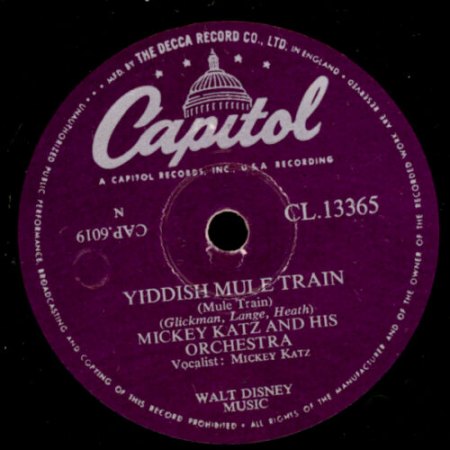 MFD. BY THE DECCA RECORD CO., LTD. IN ENGLAND
Capitol
A CAPITOL RECORDS, INC., U.S.A RECORDING
CAP.6019
N
CL.13365
YIDDISH MULE TRAIN
(Mule Train)
(Glickman, Lange, Heath)
MICKEY KATZ AND HIS
ORCHESTRA
Vocalist: MICKEY KATZ
WALT DISNEY
MUSIC
UNAUTHORIZED PUBLIC PERFORMANCE, BROADCASTING AND COPYING OF THIS RECORD PROHIBITED • ALL RIGHTS OF THE MANUFACTURER AND OF THE OWNER OF THE RECORDED WORK ARE RESERVED